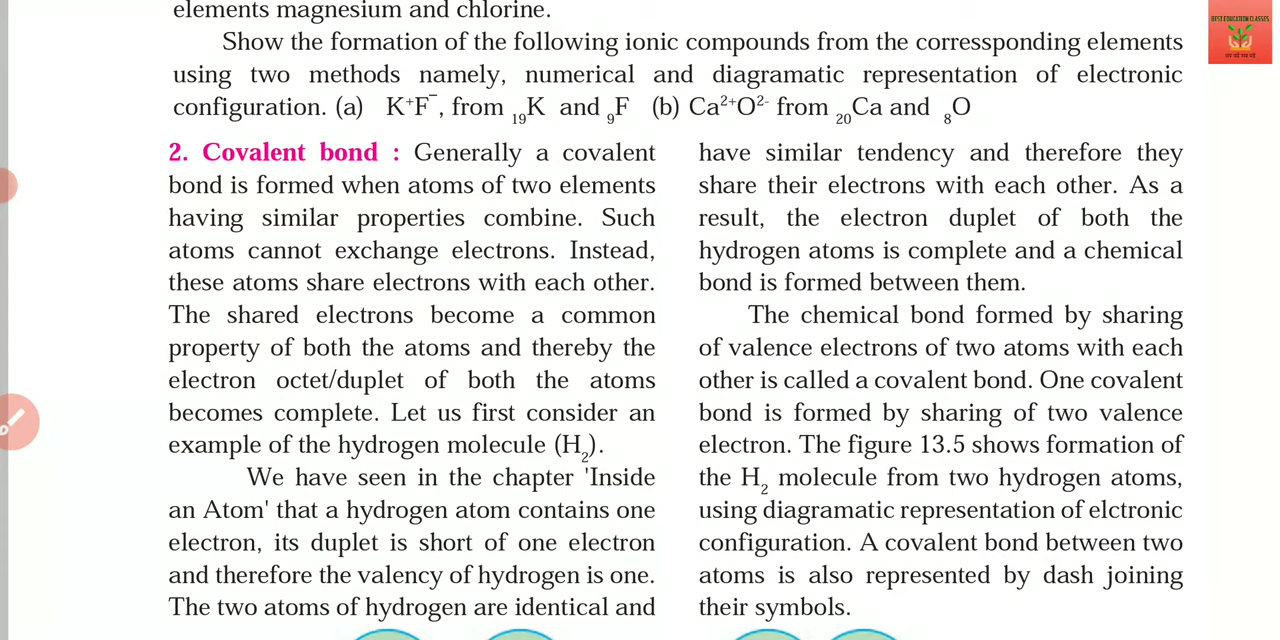 elements magnesium and chlorine.
BEST EDUCATION CLASSES
Show the formation of the following ionic compounds from the corressponding elements
using two methods namely, numerical and diagramatic representation of electronic
configuration. (a) K⁺F⁻, from ₁₉K and ₉F (b) Ca²⁺O²⁻ from ₂₀Ca and ₈O
2. Covalent bond : Generally a covalent
bond is formed when atoms of two elements
having similar properties combine. Such
atoms cannot exchange electrons. Instead,
these atoms share electrons with each other.
The shared electrons become a common
property of both the atoms and thereby the
electron octet/duplet of both the atoms
becomes complete. Let us first consider an
example of the hydrogen molecule (H₂).
We have seen in the chapter 'Inside
an Atom' that a hydrogen atom contains one
electron, its duplet is short of one electron
and therefore the valency of hydrogen is one.
The two atoms of hydrogen are identical and
have similar tendency and therefore they
share their electrons with each other. As a
result, the electron duplet of both the
hydrogen atoms is complete and a chemical
bond is formed between them.
The chemical bond formed by sharing
of valence electrons of two atoms with each
other is called a covalent bond. One covalent
bond is formed by sharing of two valence
electron. The figure 13.5 shows formation of
the H₂ molecule from two hydrogen atoms,
using diagramatic representation of elctronic
configuration. A covalent bond between two
atoms is also represented by dash joining
their symbols.